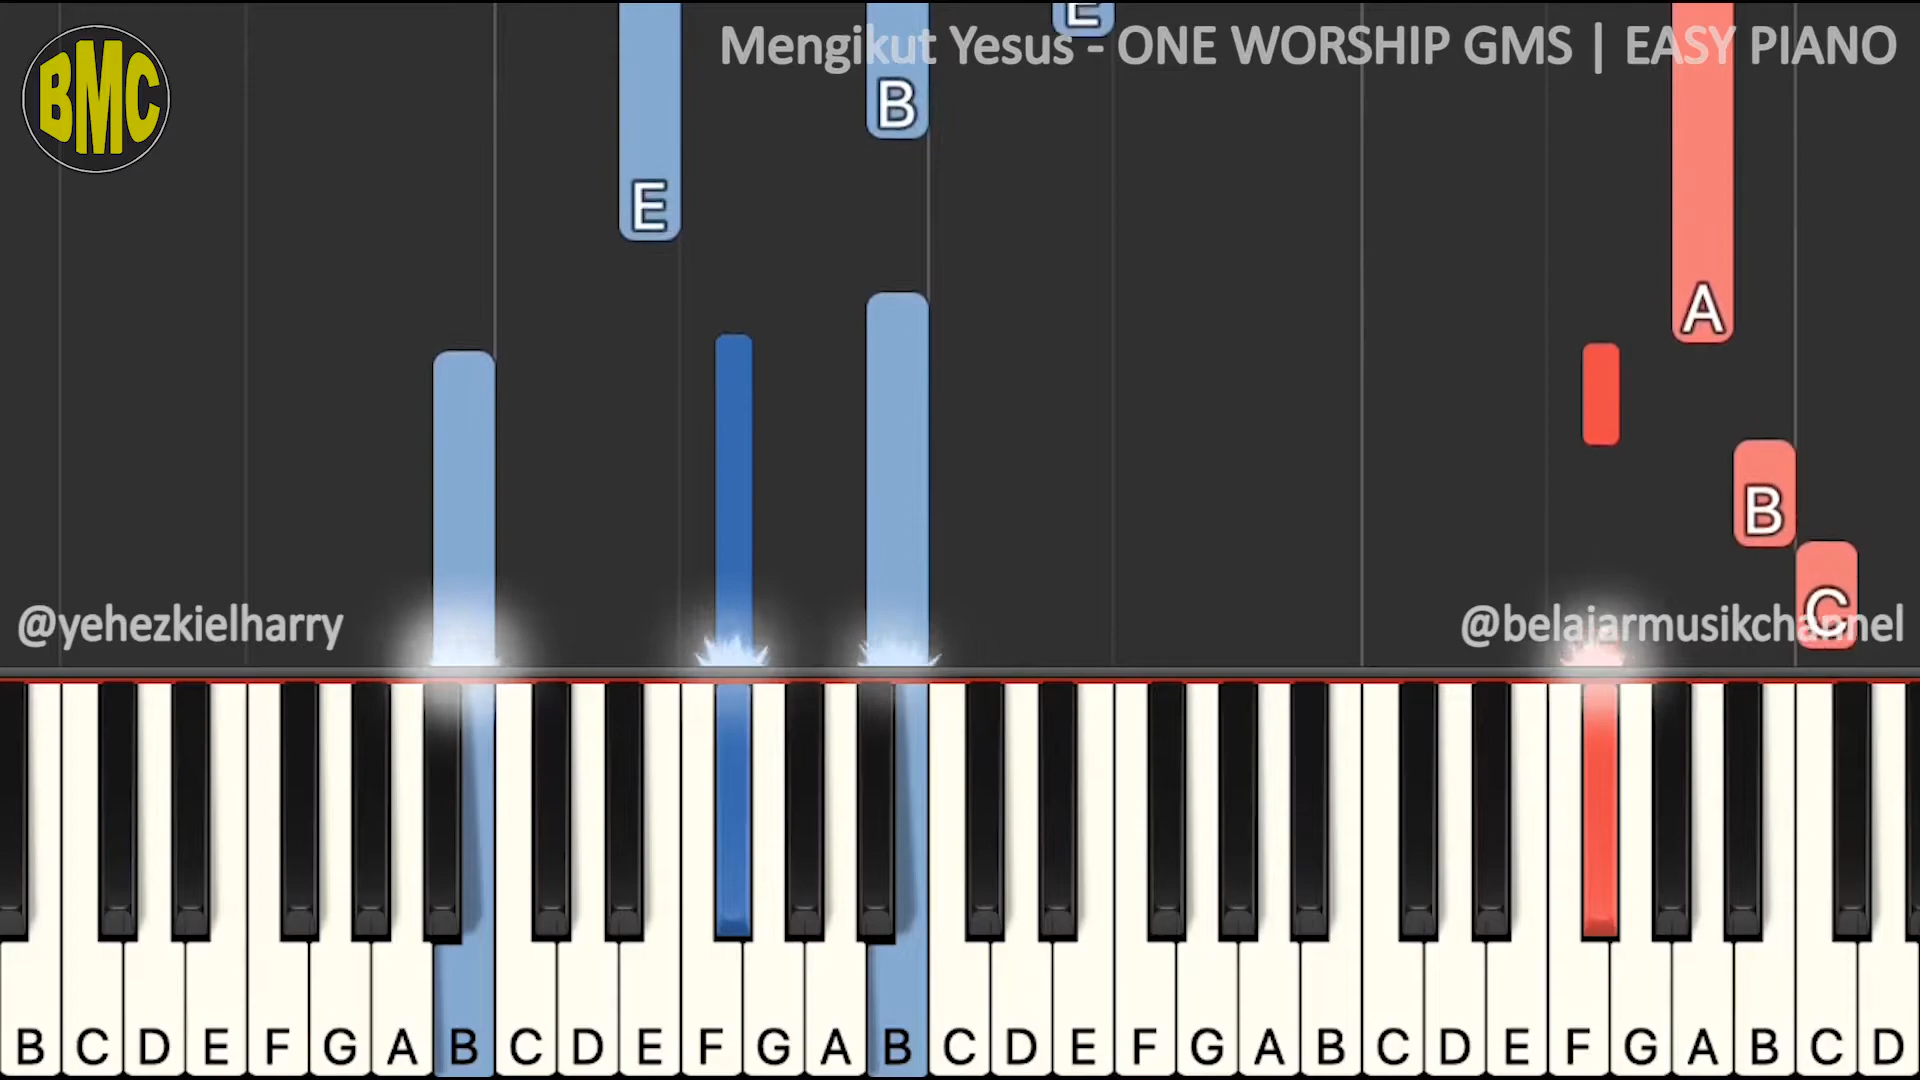 BMC
Mengikut Yesus - ONE WORSHIP GMS | EASY PIANO
E
B
E
A
B
C
@yehezkielharry
@belajarmusikchannel
B C D E F G A B C D E F G A B C D E F G A B C D E F G A B C D